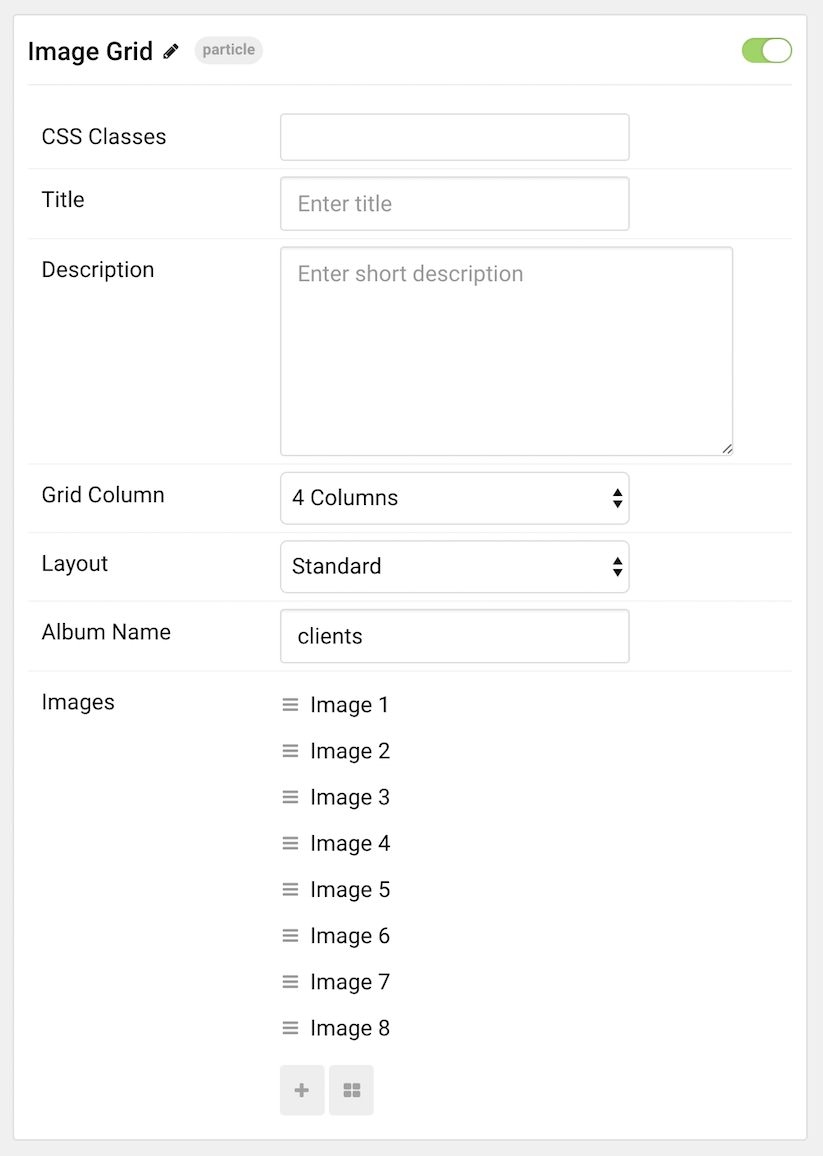 Image Grid particle
CSS Classes
Title Enter title
Description Enter short description
Grid Column 4 Columns
Layout Standard
Album Name clients
Images Image 1
Image 2
Image 3
Image 4
Image 5
Image 6
Image 7
Image 8